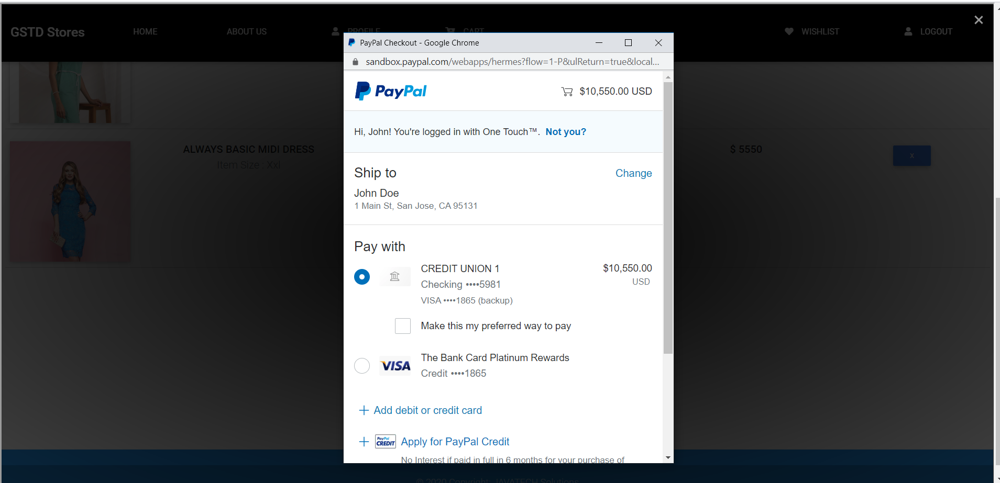 GSTD Stores HOME ABOUT US PROFILE CART WISHLIST LOGOUT
PayPal Checkout - Google Chrome
sandbox.paypal.com/webapps/hermes?flow=1-P&ulReturn=true&local...
PayPal $10,550.00 USD
Hi, John! You're logged in with One Touch™. Not you?
ALWAYS BASIC MIDI DRESS $ 5550 X
Item Size : Xxl
Ship to Change
John Doe
1 Main St, San Jose, CA 95131
Pay with
CREDIT UNION 1 $10,550.00
Checking ••••5981 USD
VISA ••••1865 (backup)
Make this my preferred way to pay
VISA The Bank Card Platinum Rewards
Credit ••••1865
Add debit or credit card
PayPal CREDIT Apply for PayPal Credit
No Interest if paid in full in 6 months for your purchase of
© 2020 Copyright: JAVATECH Solutions